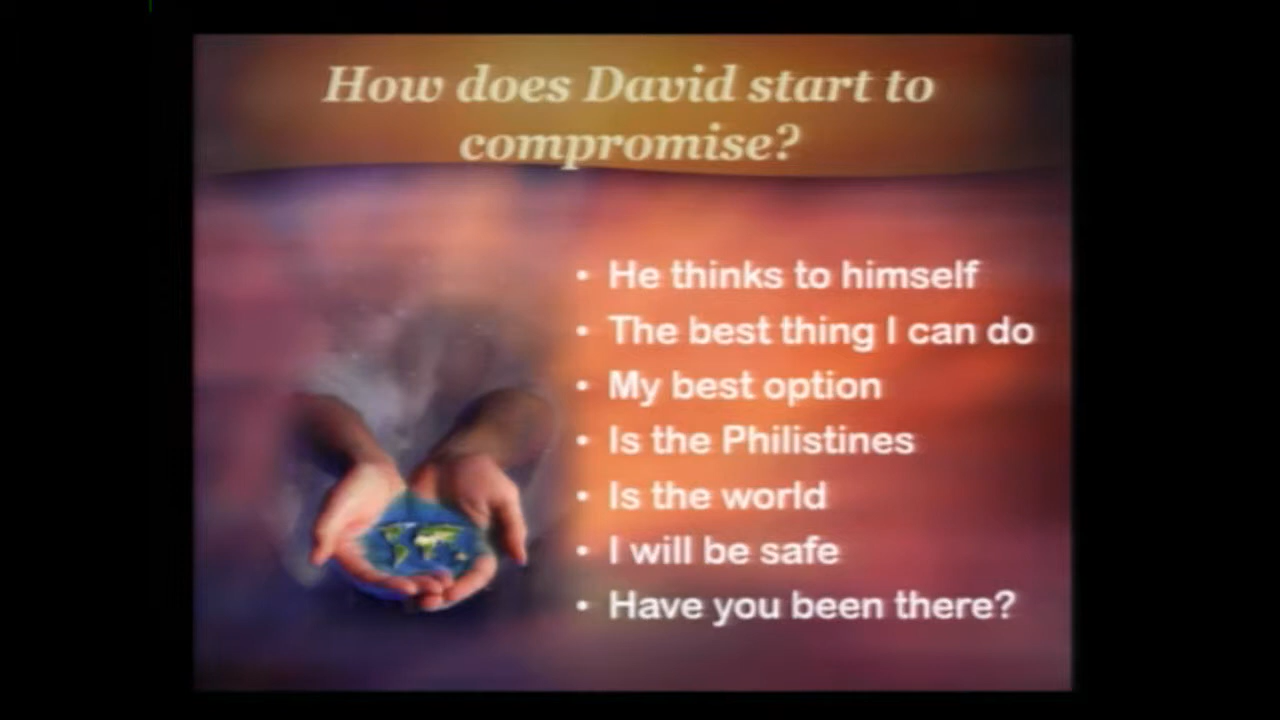 How does David start to
compromise?
• He thinks to himself
• The best thing I can do
• My best option
• Is the Philistines
• Is the world
• I will be safe
• Have you been there?